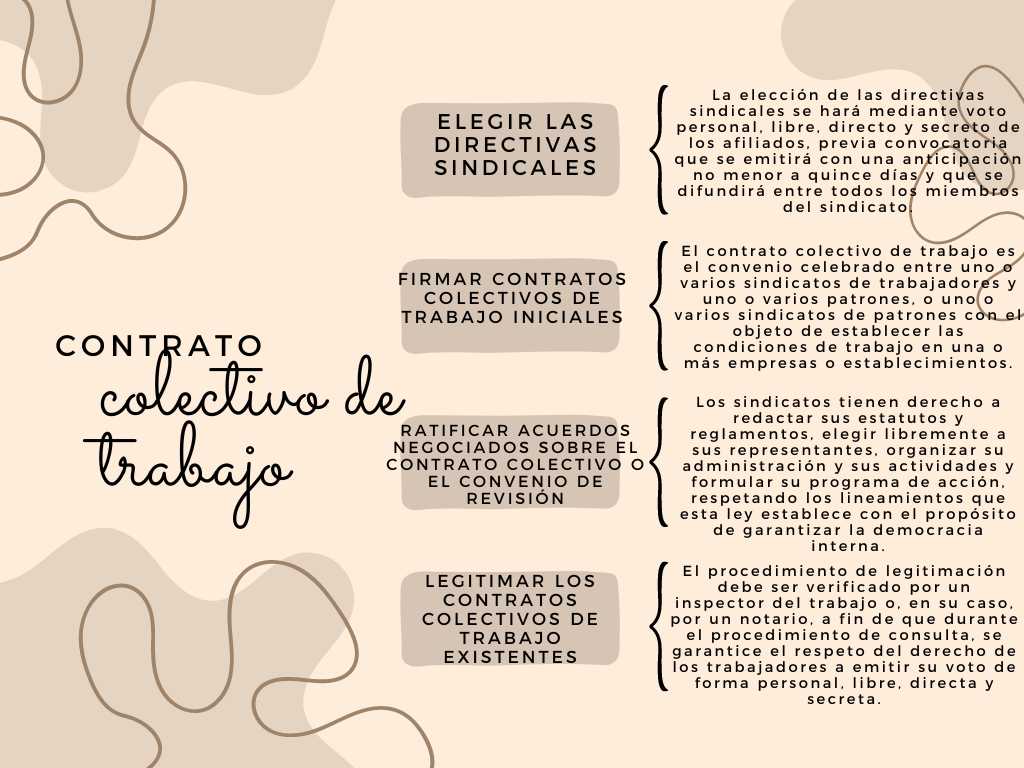 CONTRATO
colectivo de
trabajo
ELEGIR LAS
DIRECTIVAS
SINDICALES
La elección de las directivas
sindicales se hará mediante voto
personal, libre, directo y secreto de
los afiliados, previa convocatoria
que se emitirá con una anticipación
no menor a quince días y que se
difundirá entre todos los miembros
del sindicato.
FIRMAR CONTRATOS
COLECTIVOS DE
TRABAJO INICIALES
El contrato colectivo de trabajo es
el convenio celebrado entre uno o
varios sindicatos de trabajadores y
uno o varios patrones, o uno o
varios sindicatos de patrones con el
objeto de establecer las
condiciones de trabajo en una o
más empresas o establecimientos.
RATIFICAR ACUERDOS
NEGOCIADOS SOBRE EL
CONTRATO COLECTIVO O
EL CONVENIO DE
REVISIÓN
Los sindicatos tienen derecho a
redactar sus estatutos y
reglamentos, elegir libremente a
sus representantes, organizar su
administración y sus actividades y
formular su programa de acción,
respetando los lineamientos que
esta ley establece con el propósito
de garantizar la democracia
interna.
LEGITIMAR LOS
CONTRATOS
COLECTIVOS DE
TRABAJO
EXISTENTES
El procedimiento de legitimación
debe ser verificado por un
inspector del trabajo o, en su caso,
por un notario, a fin de que durante
el procedimiento de consulta, se
garantice el respeto del derecho de
los trabajadores a emitir su voto de
forma personal, libre, directa y
secreta.